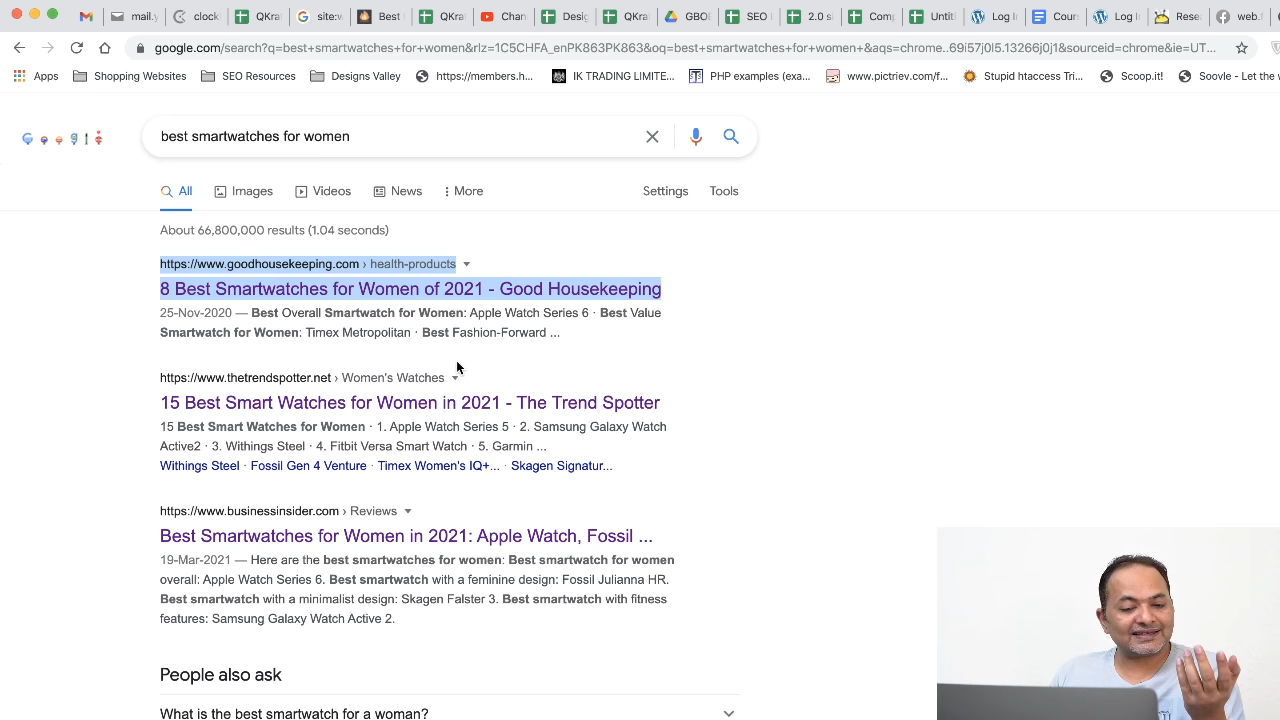 mail.y
clock
QKra
site:w
Best
QKra
Chan
Desig
QKra
GBOE
SEO
2.0 s
Comp
Untitl
Log In
Cours
Log In
Resea
web.f
google.com/search?q=best+smartwatches+for+women&rlz=1C5CHFA_enPK863PK863&oq=best+smartwatches+for+women+&aqs=chrome..69i57j0l5.13266j0j1&sourceid=chrome&ie=UT...
Apps
Shopping Websites
SEO Resources
Designs Valley
https://members.h...
IK TRADING LIMITE...
PHP examples (exa...
www.pictriev.com/f...
Stupid htaccess Tri...
Scoop.it!
Soovle - Let the w
Google
best smartwatches for women
All
Images
Videos
News
More
Settings
Tools
About 66,800,000 results (1.04 seconds)
https://www.goodhousekeeping.com › health-products
8 Best Smartwatches for Women of 2021 - Good Housekeeping
25-Nov-2020 — Best Overall Smartwatch for Women: Apple Watch Series 6 · Best Value
Smartwatch for Women: Timex Metropolitan · Best Fashion-Forward ...
https://www.thetrendspotter.net › Women's Watches
15 Best Smart Watches for Women in 2021 - The Trend Spotter
15 Best Smart Watches for Women · 1. Apple Watch Series 5 · 2. Samsung Galaxy Watch
Active2 · 3. Withings Steel · 4. Fitbit Versa Smart Watch · 5. Garmin ...
Withings Steel · Fossil Gen 4 Venture · Timex Women's IQ+... · Skagen Signatur...
https://www.businessinsider.com › Reviews
Best Smartwatches for Women in 2021: Apple Watch, Fossil ...
19-Mar-2021 — Here are the best smartwatches for women: Best smartwatch for women
overall: Apple Watch Series 6. Best smartwatch with a feminine design: Fossil Julianna HR.
Best smartwatch with a minimalist design: Skagen Falster 3. Best smartwatch with fitness
features: Samsung Galaxy Watch Active 2.
People also ask
What is the best smartwatch for a woman?